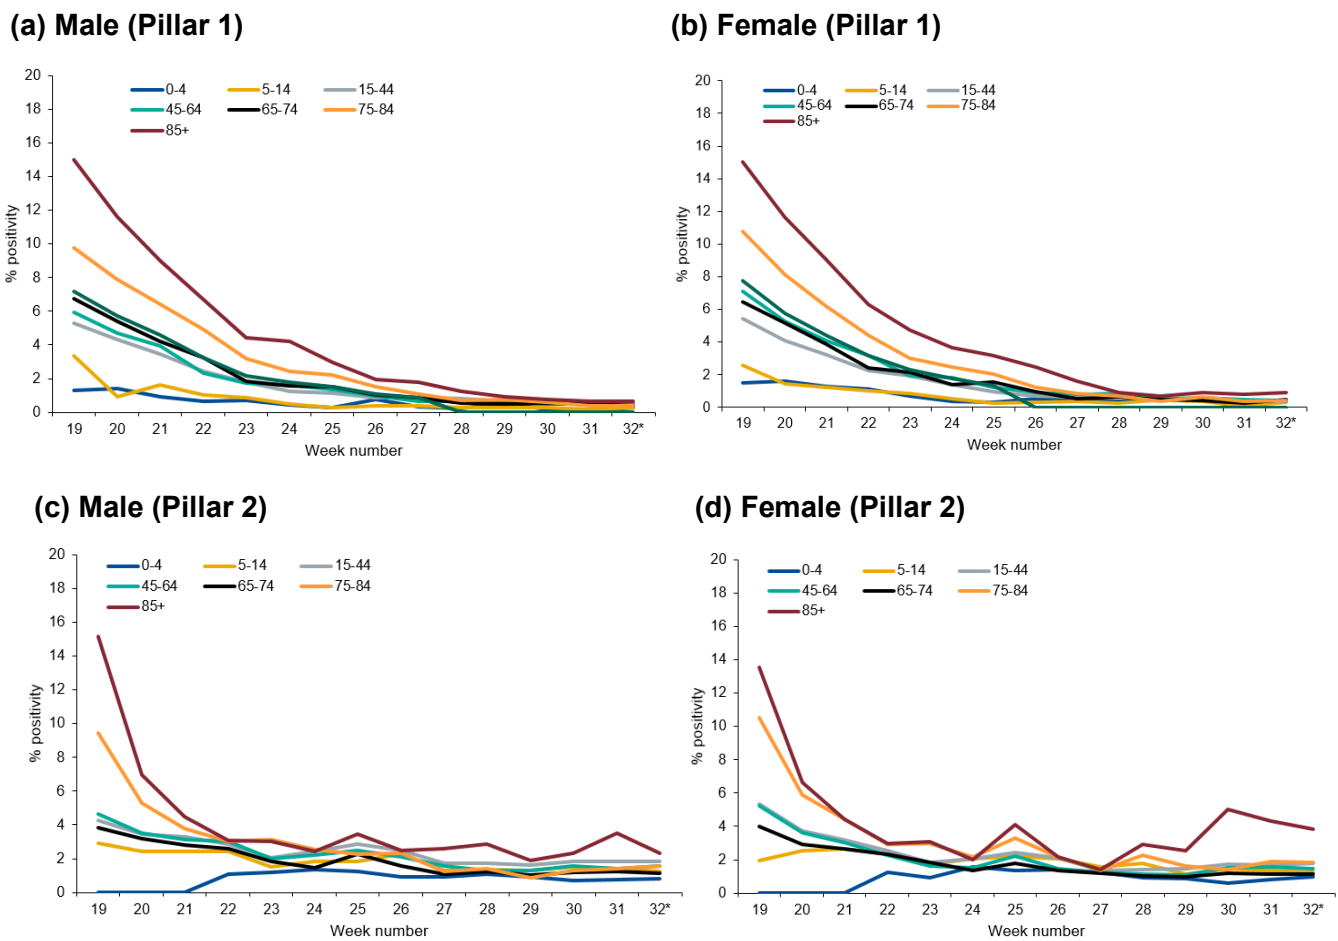 (a) Male (Pillar 1)
20
18
16
14
12
10
8
6
4
2
0
% positivity
0-4 5-14 15-44
45-64 65-74 75-84
85+
19 20 21 22 23 24 25 26 27 28 29 30 31 32*
Week number
(b) Female (Pillar 1)
20
18
16
14
12
10
8
6
4
2
0
% positivity
0-4 5-14 15-44
45-64 65-74 75-84
85+
19 20 21 22 23 24 25 26 27 28 29 30 31 32*
Week number
(c) Male (Pillar 2)
20
18
16
14
12
10
8
6
4
2
0
% positivity
0-4 5-14 15-44
45-64 65-74 75-84
85+
19 20 21 22 23 24 25 26 27 28 29 30 31 32*
Week number
(d) Female (Pillar 2)
20
18
16
14
12
10
8
6
4
2
0
% positivity
0-4 5-14 15-44
45-64 65-74 75-84
85+
19 20 21 22 23 24 25 26 27 28 29 30 31 32*
Week number